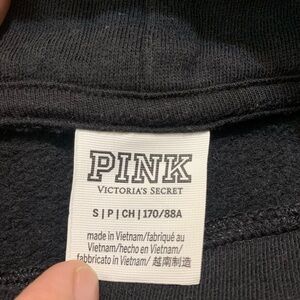 PINK
VICTORIA'S SECRET
S | P | CH | 170/88A
made in Vietnam/fabriqué au
Vietnam/hecho en Vietnam/
fabbricato in Vietnam/ 越南制造